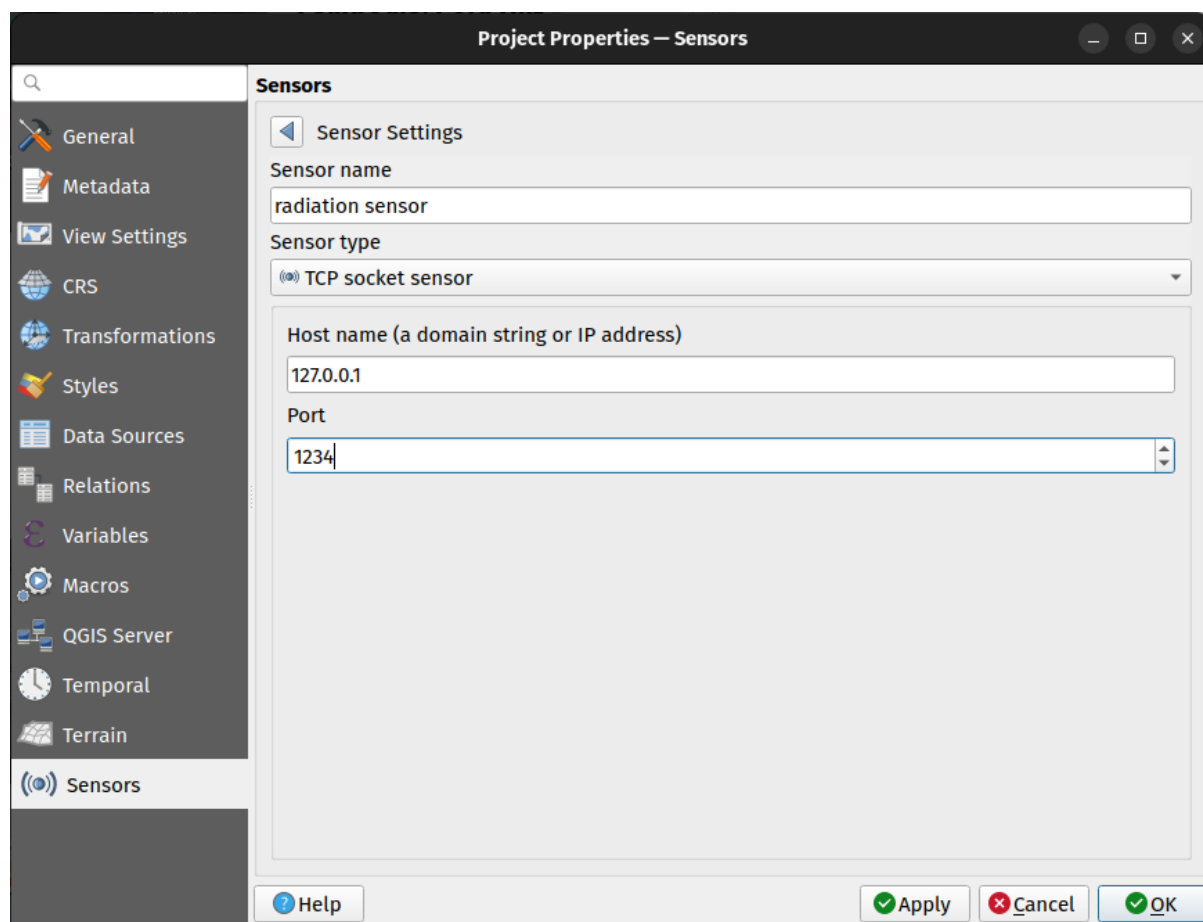 Project Properties — Sensors
Sensors
General
Metadata
View Settings
CRS
Transformations
Styles
Data Sources
Relations
Variables
Macros
QGIS Server
Temporal
Terrain
Sensors
Sensor Settings
Sensor name
radiation sensor
Sensor type
TCP socket sensor
Host name (a domain string or IP address)
127.0.0.1
Port
1234
Help
Apply
Cancel
OK